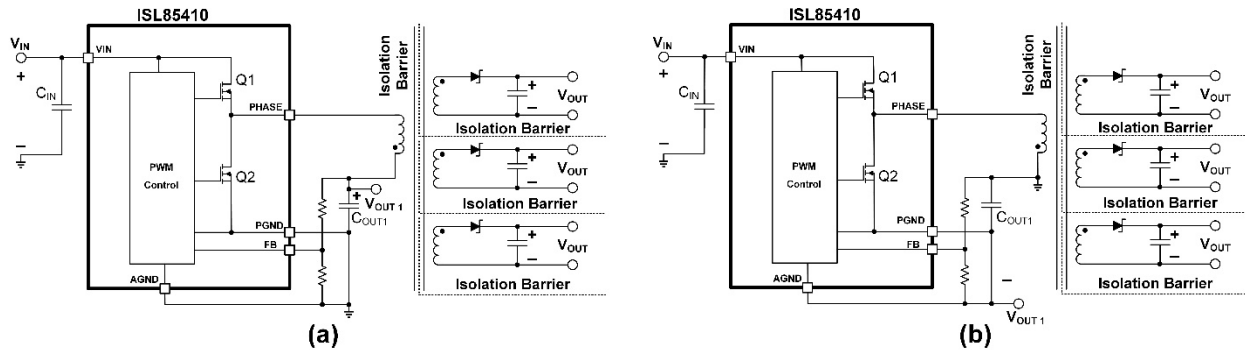 ISL85410
VIN
VIN
+
CIN
−
Q1
PHASE
PWM
Control
Q2
+
VOUT 1
COUT1
PGND
FB
AGND
Isolation
Barrier
+
−
VOUT
Isolation Barrier
+
−
VOUT
Isolation Barrier
+
−
VOUT
Isolation Barrier
(a)
ISL85410
VIN
VIN
+
CIN
−
Q1
PHASE
PWM
Control
Q2
COUT1
PGND
FB
AGND
−
VOUT 1
Isolation
Barrier
+
−
VOUT
Isolation Barrier
+
−
VOUT
Isolation Barrier
+
−
VOUT
Isolation Barrier
(b)